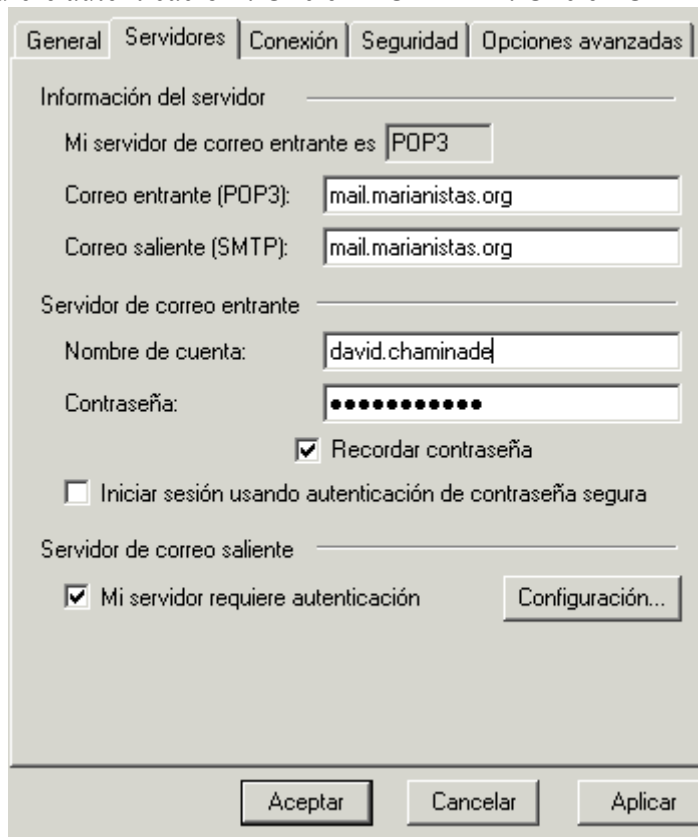 General Servidores Conexión Seguridad Opciones avanzadas
Información del servidor
Mi servidor de correo entrante es POP3
Correo entrante (POP3): mail.marianistas.org
Correo saliente (SMTP): mail.marianistas.org
Servidor de correo entrante
Nombre de cuenta: david.chaminade
Contraseña: ●●●●●●●●●●●
Recordar contraseña
Iniciar sesión usando autenticación de contraseña segura
Servidor de correo saliente
Mi servidor requiere autenticación Configuración...
Aceptar Cancelar Aplicar